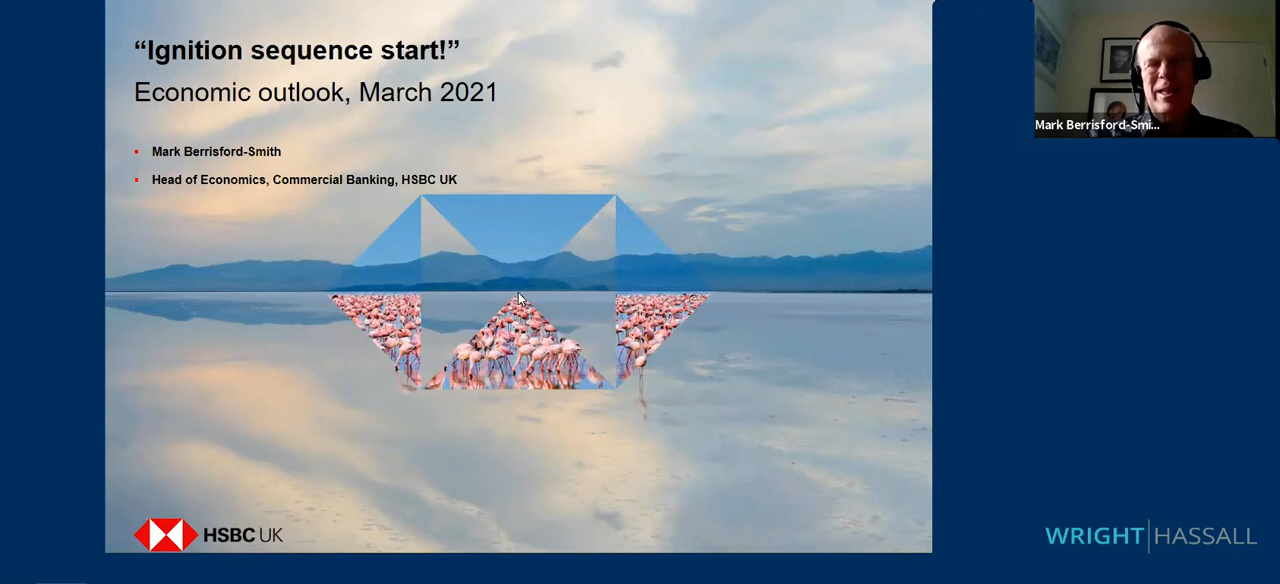 “Ignition sequence start!”
Economic outlook, March 2021
Mark Berrisford-Smith
Head of Economics, Commercial Banking, HSBC UK
Mark Berrisford-Smi...
HSBC UK
WRIGHT HASSALL